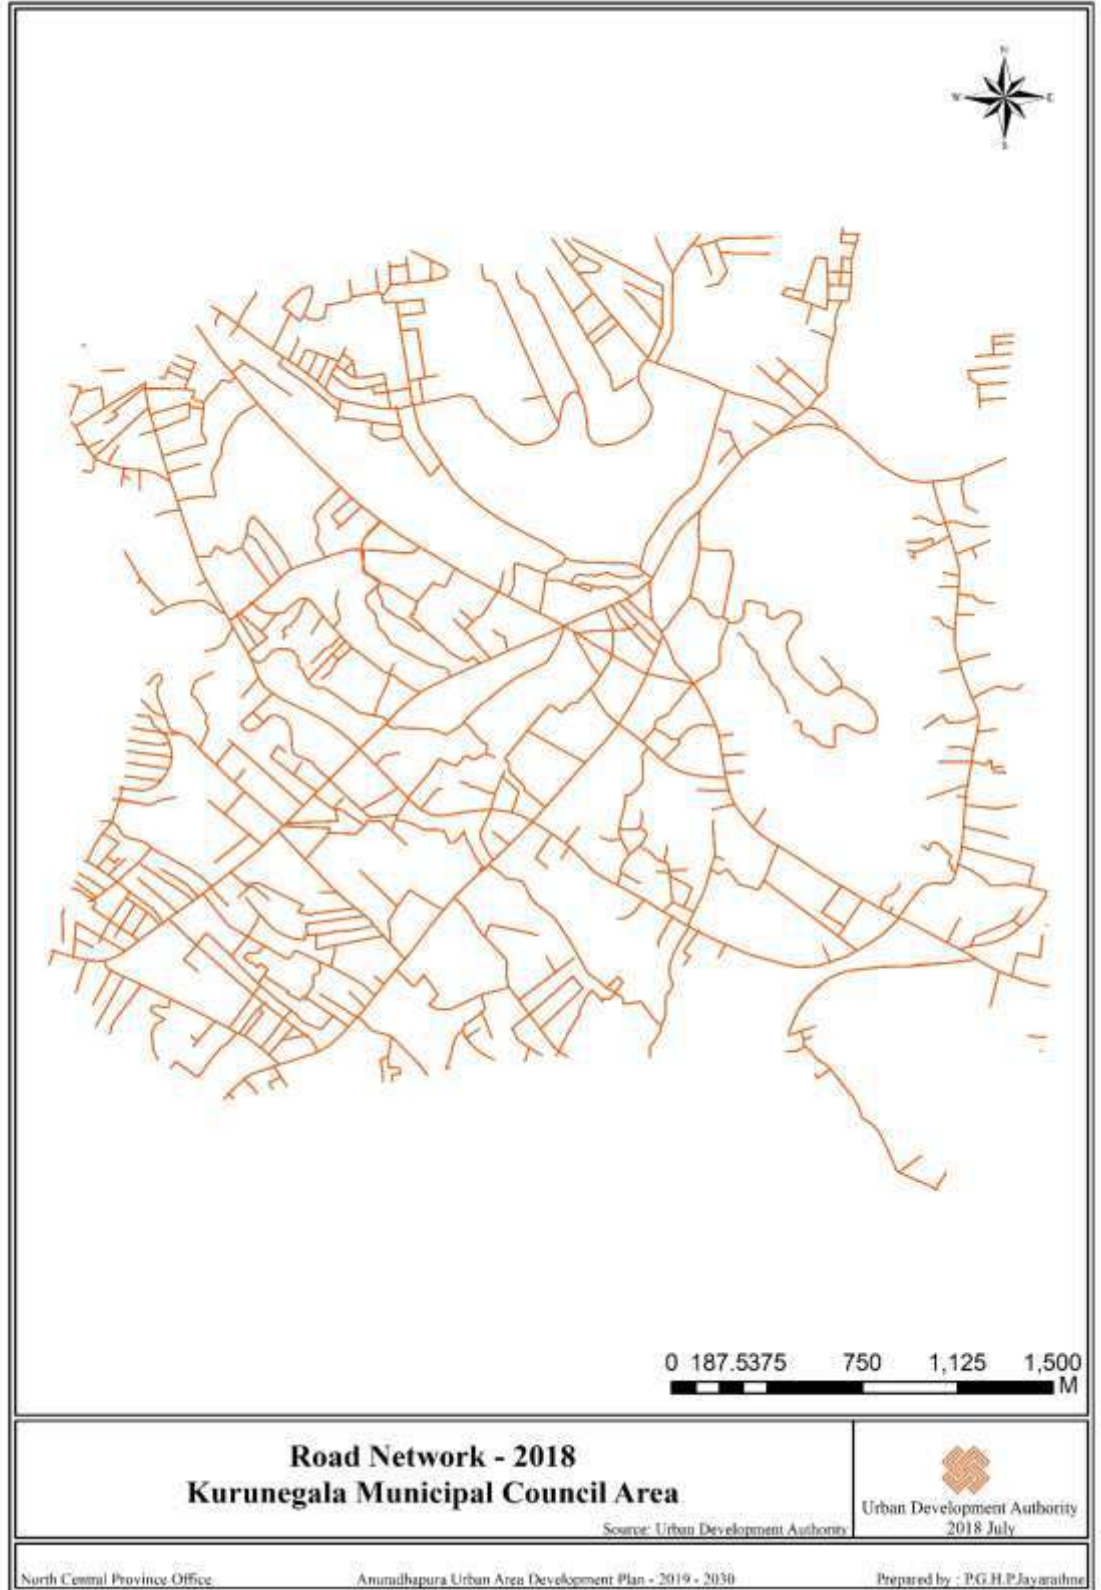 N
W E
S
0 187.5375 750 1,125 1,500
M
Road Network - 2018
Kurunegala Municipal Council Area
Source: Urban Development Authority
Urban Development Authority
2018 July
North Central Province Office
Anuradhapura Urban Area Development Plan - 2019 - 2030
Prepared by : P.G.H.P.Jayarathne